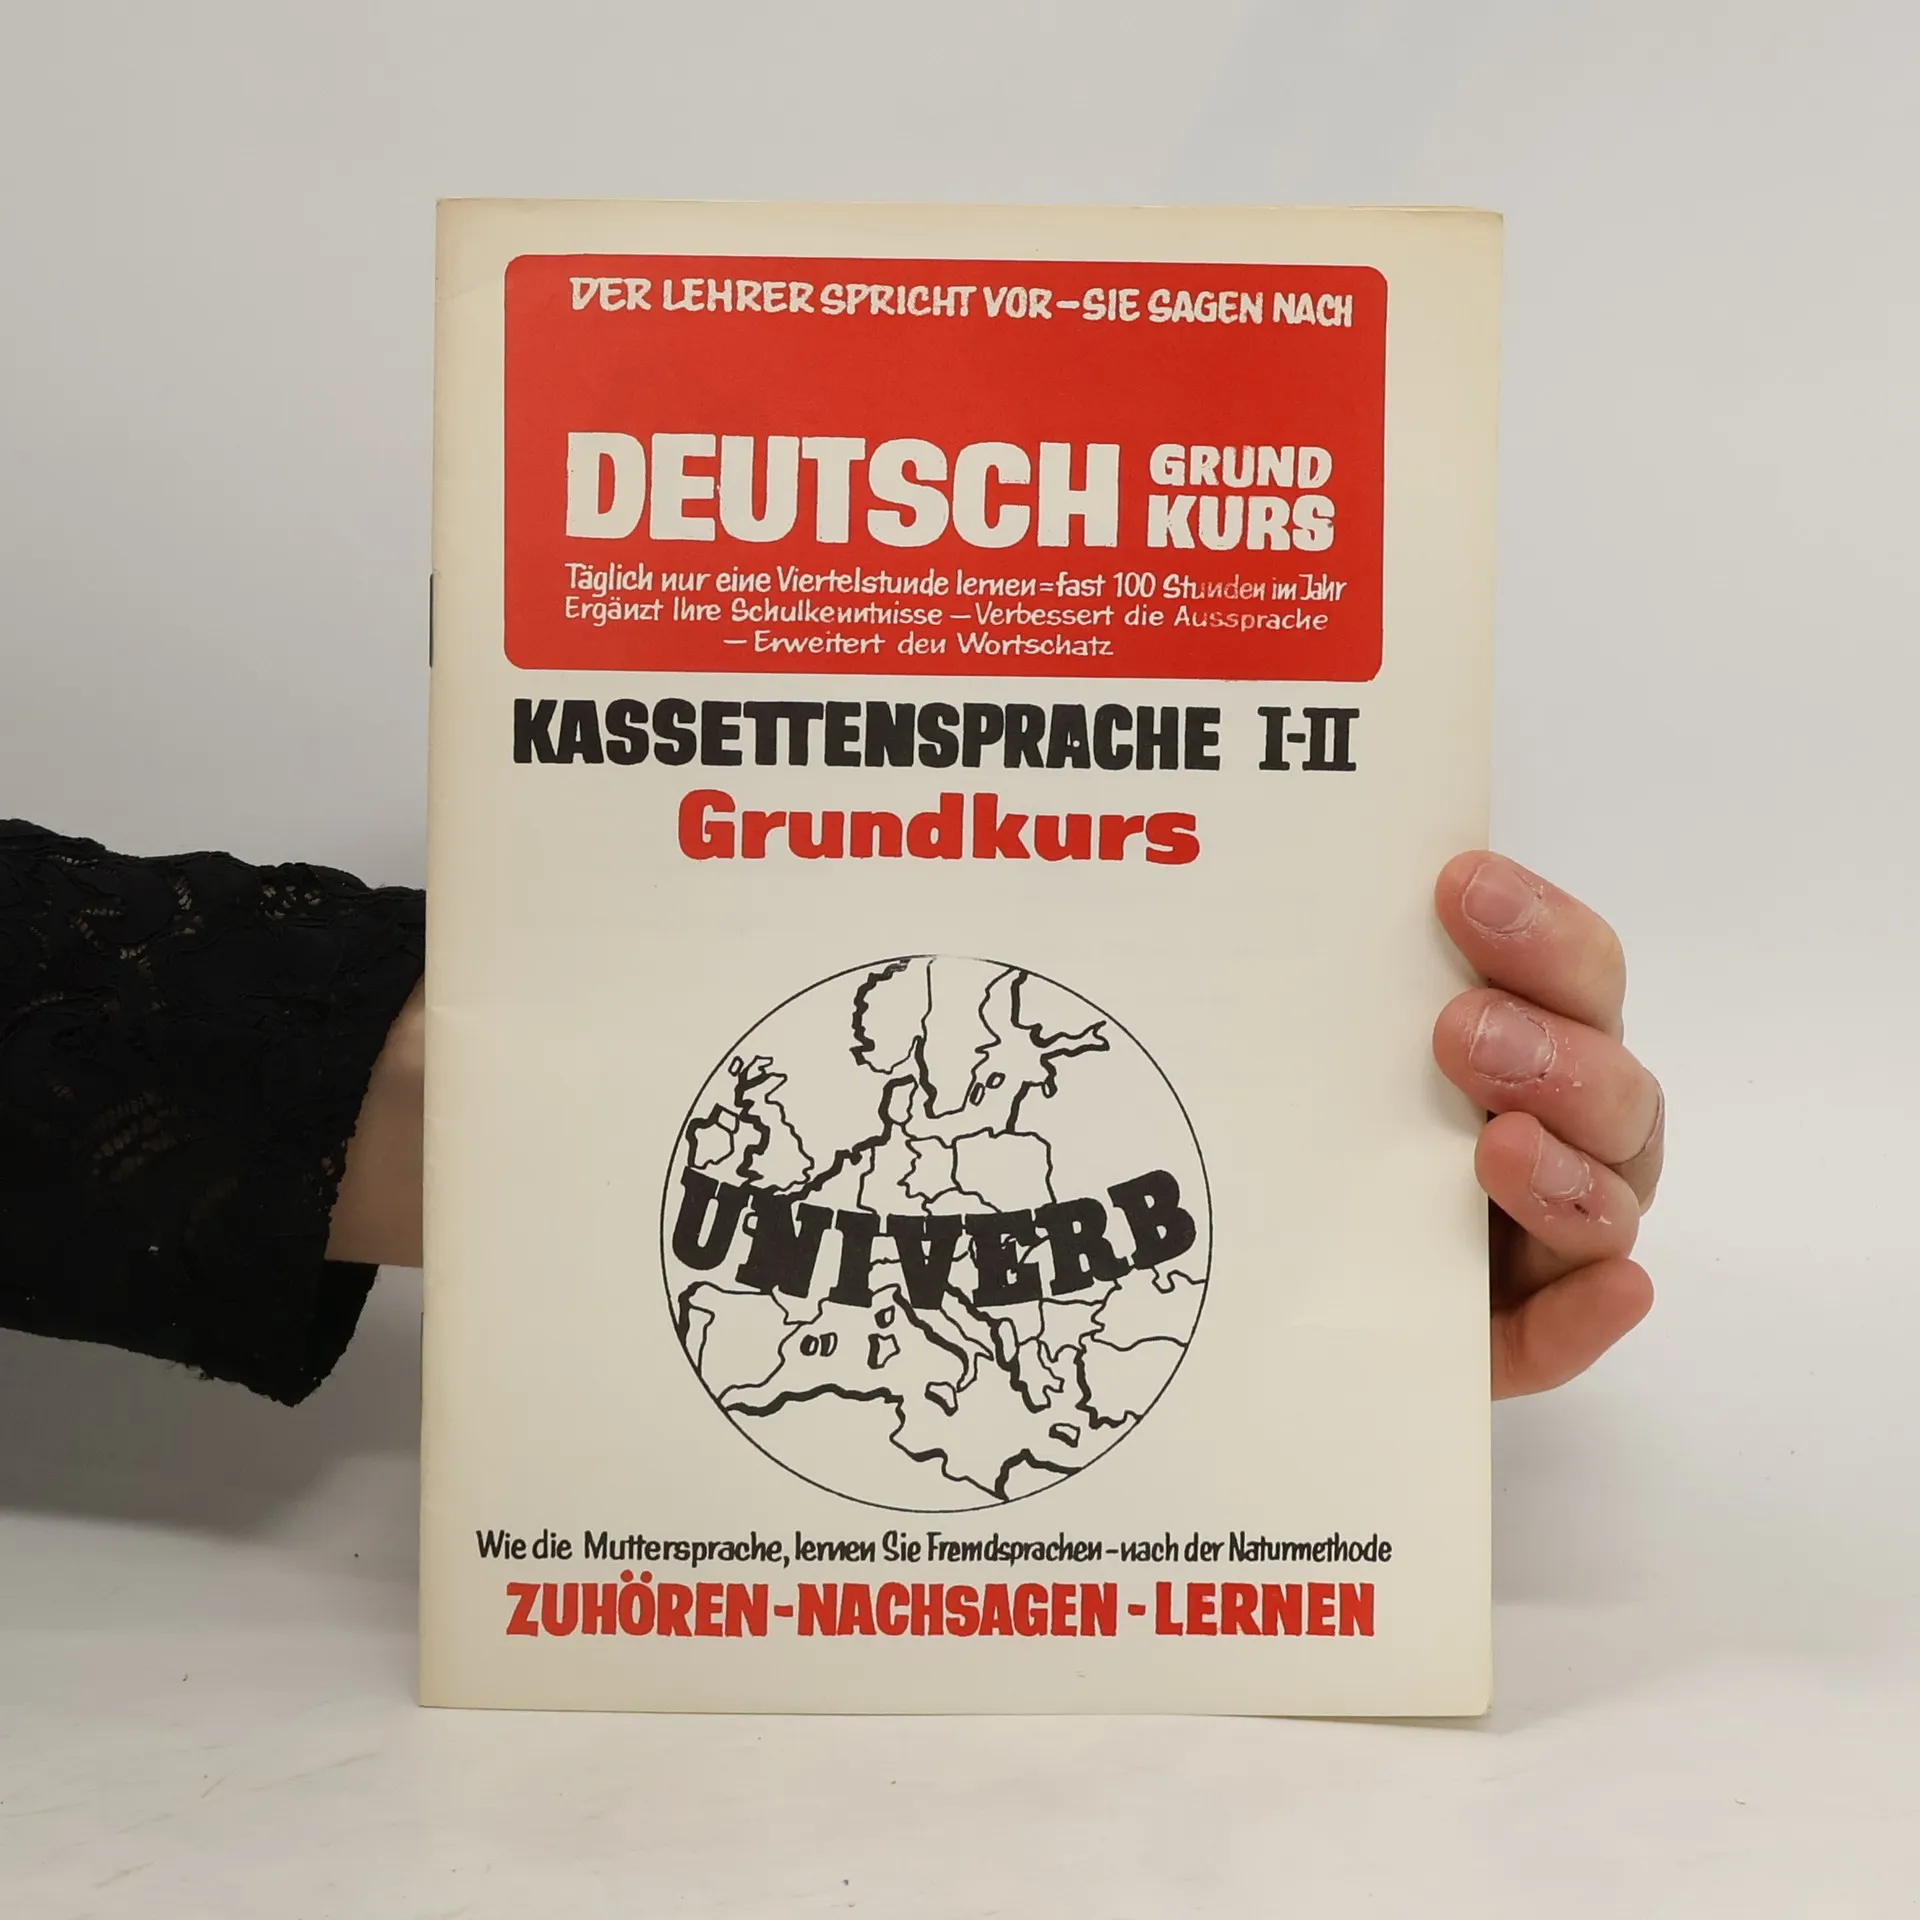 DER LEHRER SPRICHT VOR – SIE SAGEN NACH
DEUTSCH GRUND KURS
Täglich nur eine Viertelstunde lernen = fast 100 Stunden im Jahr
Ergänzt Ihre Schulkenntnisse – Verbessert die Aussprache
– Erweitert den Wortschatz
KASSETTENSPRACHE I-II
Grundkurs
UNIVERB
Wie die Muttersprache, lernen Sie Fremdsprachen – nach der Naturmethode
ZUHÖREN - NACHSAGEN - LERNEN